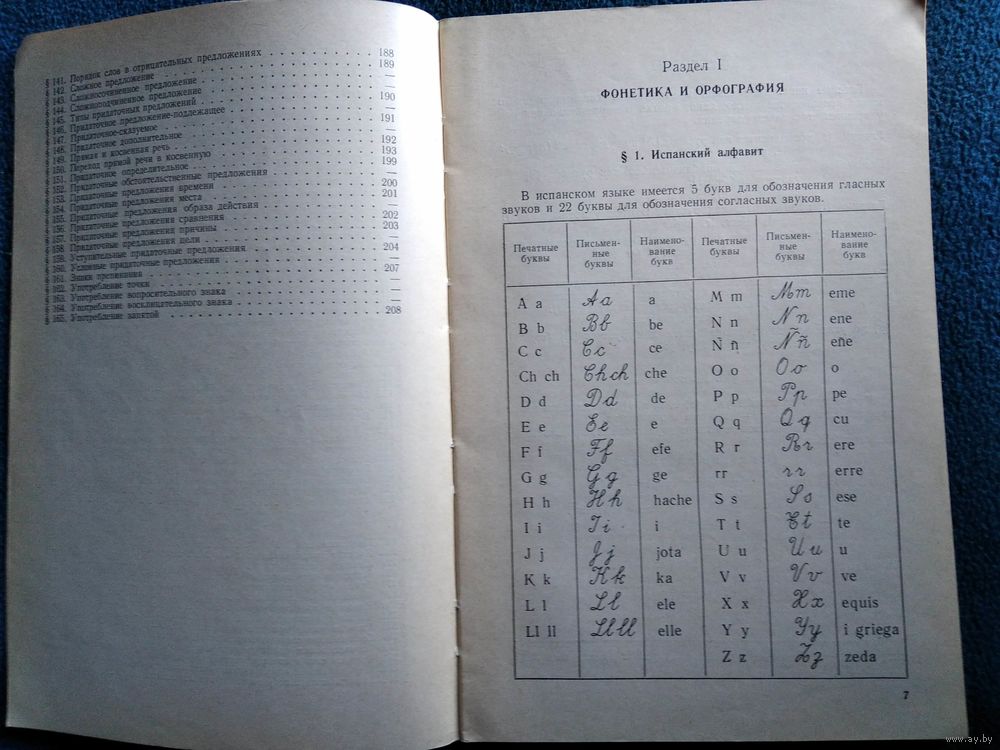 § 141. Порядок слов в отрицательных предложениях . . . 188
§ 142. Сложное предложение . . . 189
§ 143. Сложносочиненное предложение . . . —
§ 144. Сложноподчиненное предложение . . . —
§ 145. Типы придаточных предложений . . . 190
§ 146. Придаточное предложение-подлежащее . . . —
§ 147. Придаточное-сказуемое . . . 191
§ 148. Придаточное дополнительное . . . —
§ 149. Прямая и косвенная речь . . . 192
§ 150. Переход прямой речи в косвенную . . . 193
§ 151. Придаточное определительное . . . 199
§ 152. Придаточные обстоятельственные предложения . . . —
§ 153. Придаточные предложения времени . . . 200
§ 154. Придаточные предложения места . . . 201
§ 155. Придаточные предложения образа действия . . . —
§ 156. Придаточные предложения сравнения . . . 202
§ 157. Придаточные предложения причины . . . 203
§ 158. Придаточные предложения цели . . . —
§ 159. Уступительные придаточные предложения . . . 204
§ 160. Условные придаточные предложения . . . —
§ 161. Знаки препинания . . . 207
§ 162. Употребление точки . . . —
§ 163. Употребление вопросительного знака . . . —
§ 164. Употребление восклицательного знака . . . —
§ 165. Употребление запятой . . . 208
Раздел I
ФОНЕТИКА И ОРФОГРАФИЯ
§ 1. Испанский алфавит
В испанском языке имеется 5 букв для обозначения гласных
звуков и 22 буквы для обозначения согласных звуков.
Печатные Письмен- Наимено- Печатные Письмен- Наимено-
буквы ные вание буквы ные вание
буквы букв буквы букв
A a Aa a M m Mm eme
B b Bb be N n Nn ene
C c Cc ce Ñ ñ Ññ eñe
Ch ch Chch che O o Oo o
D d Dd de P p Pp pe
E e Ee e Q q Qq cu
F f Ff efe R r Rr ere
G g Gg ge rr rr erre
H h Hh hache S s Ss ese
I i Ii i T t Tt te
J j Jj jota U u Uu u
K k Kk ka V v Vv ve
L l Ll ele X x Xx equis
Ll ll Llll elle Y y Yy i griega
Z z Zz zeda
7
www.ay.by